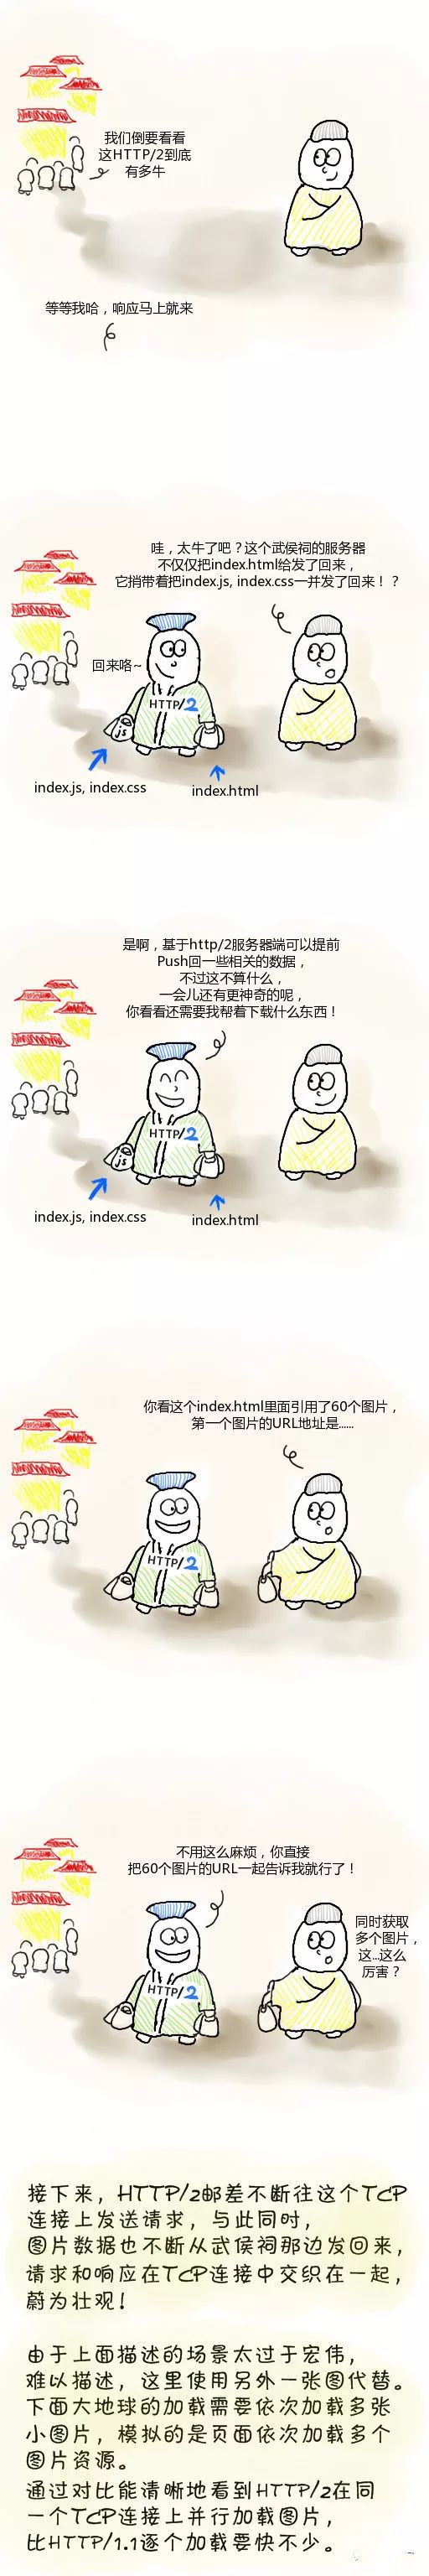 我们倒要看看
这HTTP/2到底
有多牛
等等我哈，响应马上就来
哇，太牛了吧？这个武侯祠的服务器
不仅仅把index.html给发了回来，
它捎带着把index.js, index.css一并发了回来！？
回来咯~
HTTP/2
js
index.js, index.css
index.html
是啊，基于http/2服务器端可以提前
Push回一些相关的数据，
不过这不算什么，
一会儿还有更神奇的呢，
你看看还需要我帮着下载什么东西！
HTTP/2
js
index.js, index.css
index.html
你看这个index.html里面引用了60个图片，
第一个图片的URL地址是......
HTTP/2
不用这么麻烦，你直接
把60个图片的URL一起告诉我就行了！
同时获取
多个图片，
这...这么
厉害？
HTTP/2
接下来，HTTP/2邮差不断往这个TCP
连接上发送请求，与此同时，
图片数据也不断从武侯祠那边发回来，
请求和响应在TCP连接中交织在一起，
蔚为壮观！
由于上面描述的场景太过于宏伟，
难以描述，这里使用另外一张图代替。
下面大地球的加载需要依次加载多张
小图片，模拟的是页面依次加载多个
图片资源。
通过对比能清晰地看到HTTP/2在同
一个TCP连接上并行加载图片，
比HTTP/1.1逐个加载要快不少。